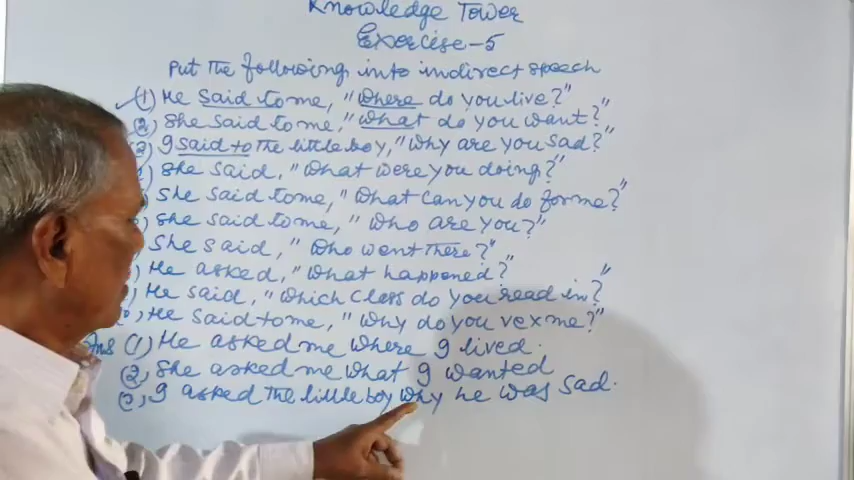 Knowledge Tower
Exercise-5
Put the following into indirect speech
(1) He said to me, "where do you live?"
2, She said to me, "what do you want?"
3) I said to the little boy, "Why are you sad?"
She said, "What were you doing?"
She said to me, "What can you do for me?"
She said to me, "Who are you?"
She said, "Who went there?"
He asked, "What happened?"
He said, "Which class do you read in?"
He said to me, "Why do you vex me?"
Ans (1) He asked me where I lived.
(2), She asked me what I wanted
I asked the little boy why he was sad.